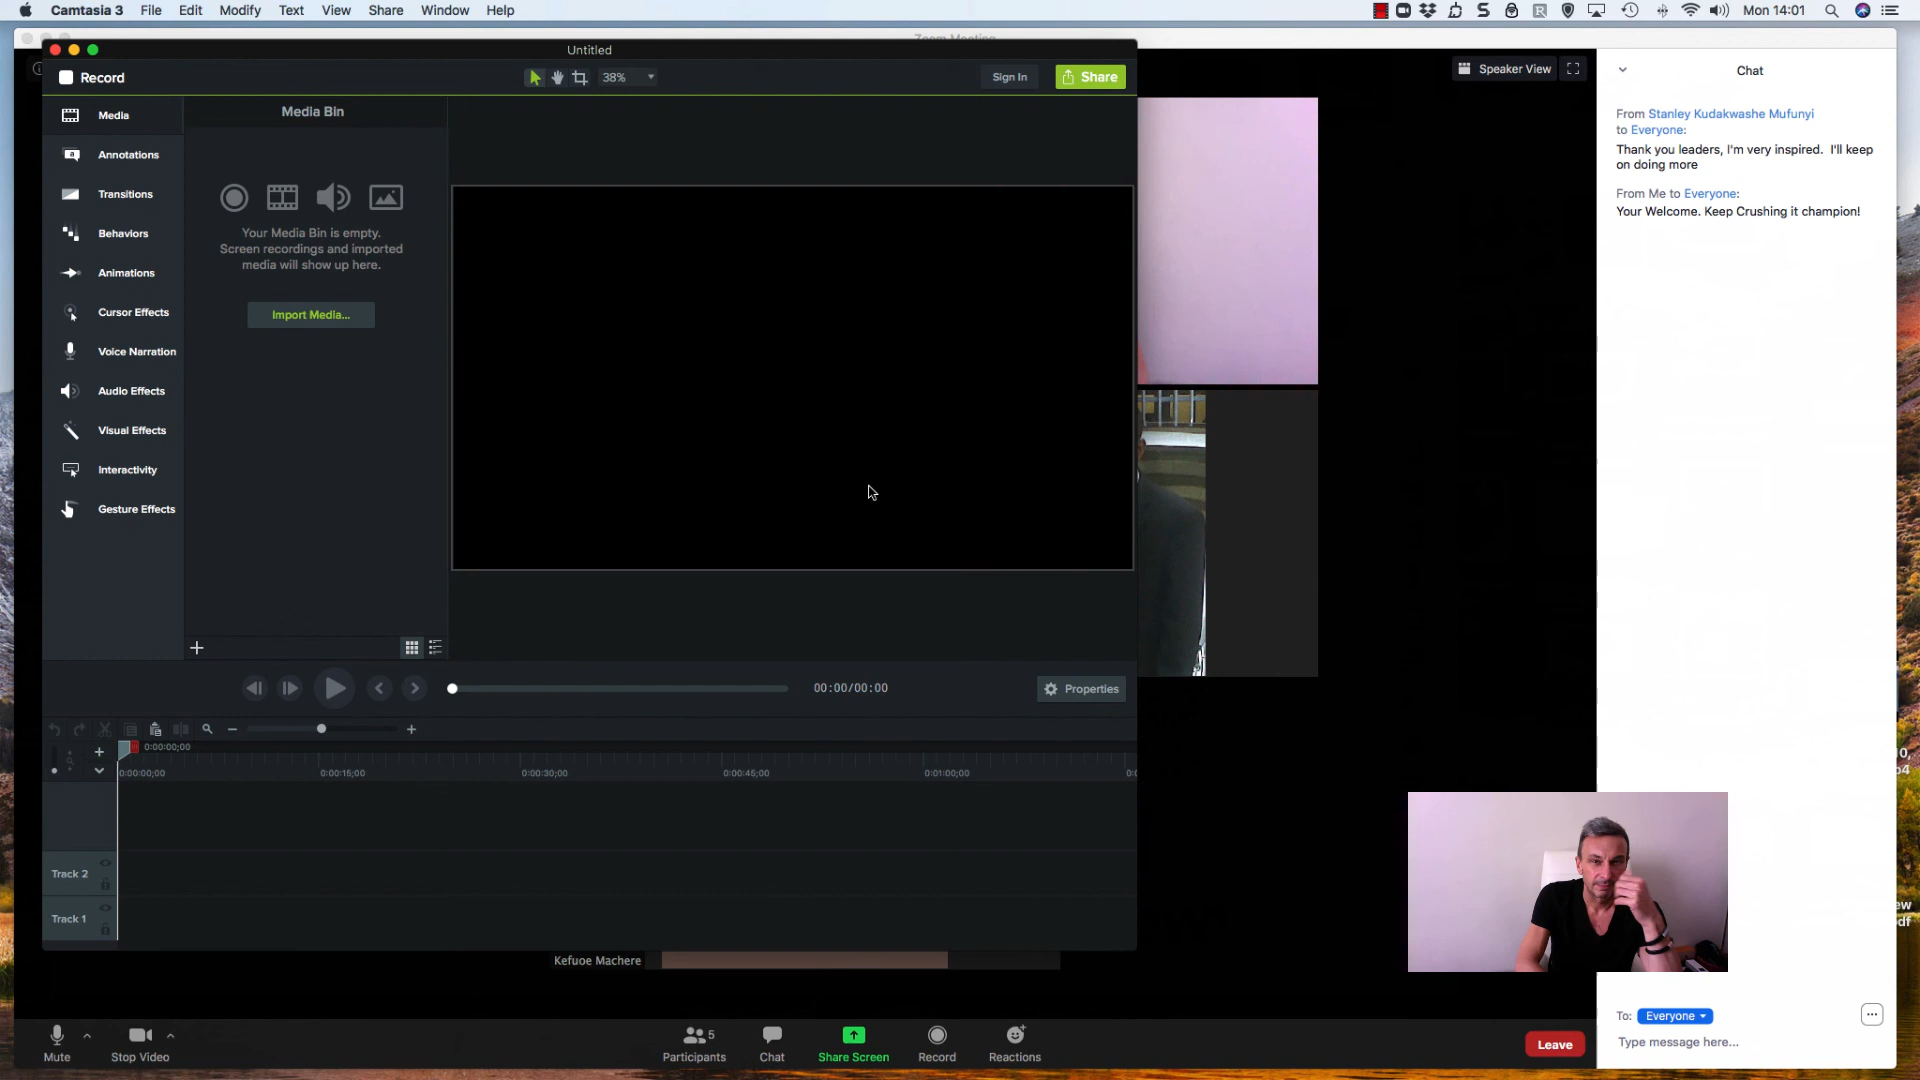 Camtasia 3 File Edit Modify Text View Share Window Help
Mon 14:01
Untitled
Record
38%
Sign In
Share
Speaker View
Chat
Media
Annotations
Transitions
Behaviors
Animations
Cursor Effects
Voice Narration
Audio Effects
Visual Effects
Interactivity
Gesture Effects
Media Bin
Your Media Bin is empty.
Screen recordings and imported
media will show up here.
Import Media...
From Stanley Kudakwashe Mufunyi
to Everyone:
Thank you leaders, I'm very inspired. I'll keep
on doing more
From Me to Everyone:
Your Welcome. Keep Crushing it champion!
00:00/00:00
Properties
0:00:00;00
0:00:00;00 0:00:15;00 0:00:30;00 0:00:45;00 0:01:00;00
Track 2
Track 1
Kefuoe Machere
Mute
Stop Video
5
Participants
Chat
Share Screen
Record
Reactions
Leave
To: Everyone
Type message here...